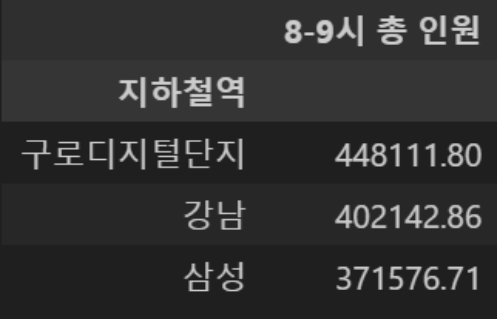 8-9시 총 인원
지하철역
구로디지털단지 448111.80
강남 402142.86
삼성 371576.71